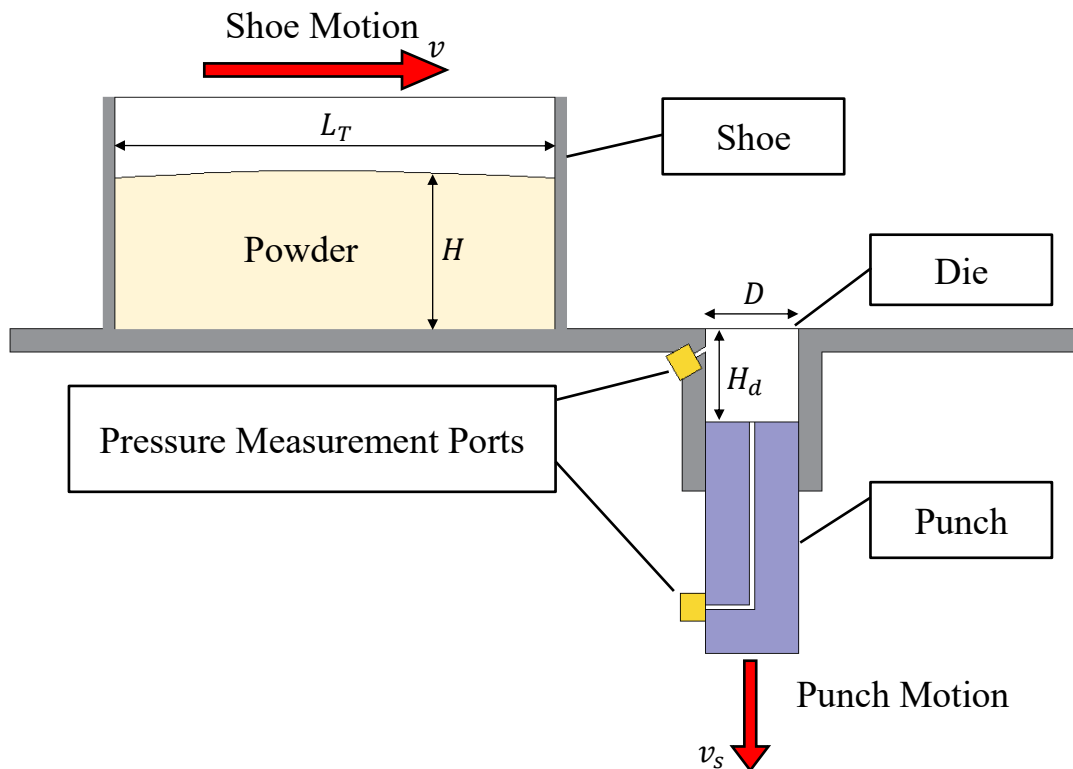 Shoe Motion
v
L_T
Shoe
Powder
H
Die
D
H_d
Pressure Measurement Ports
Punch
Punch Motion
v_s